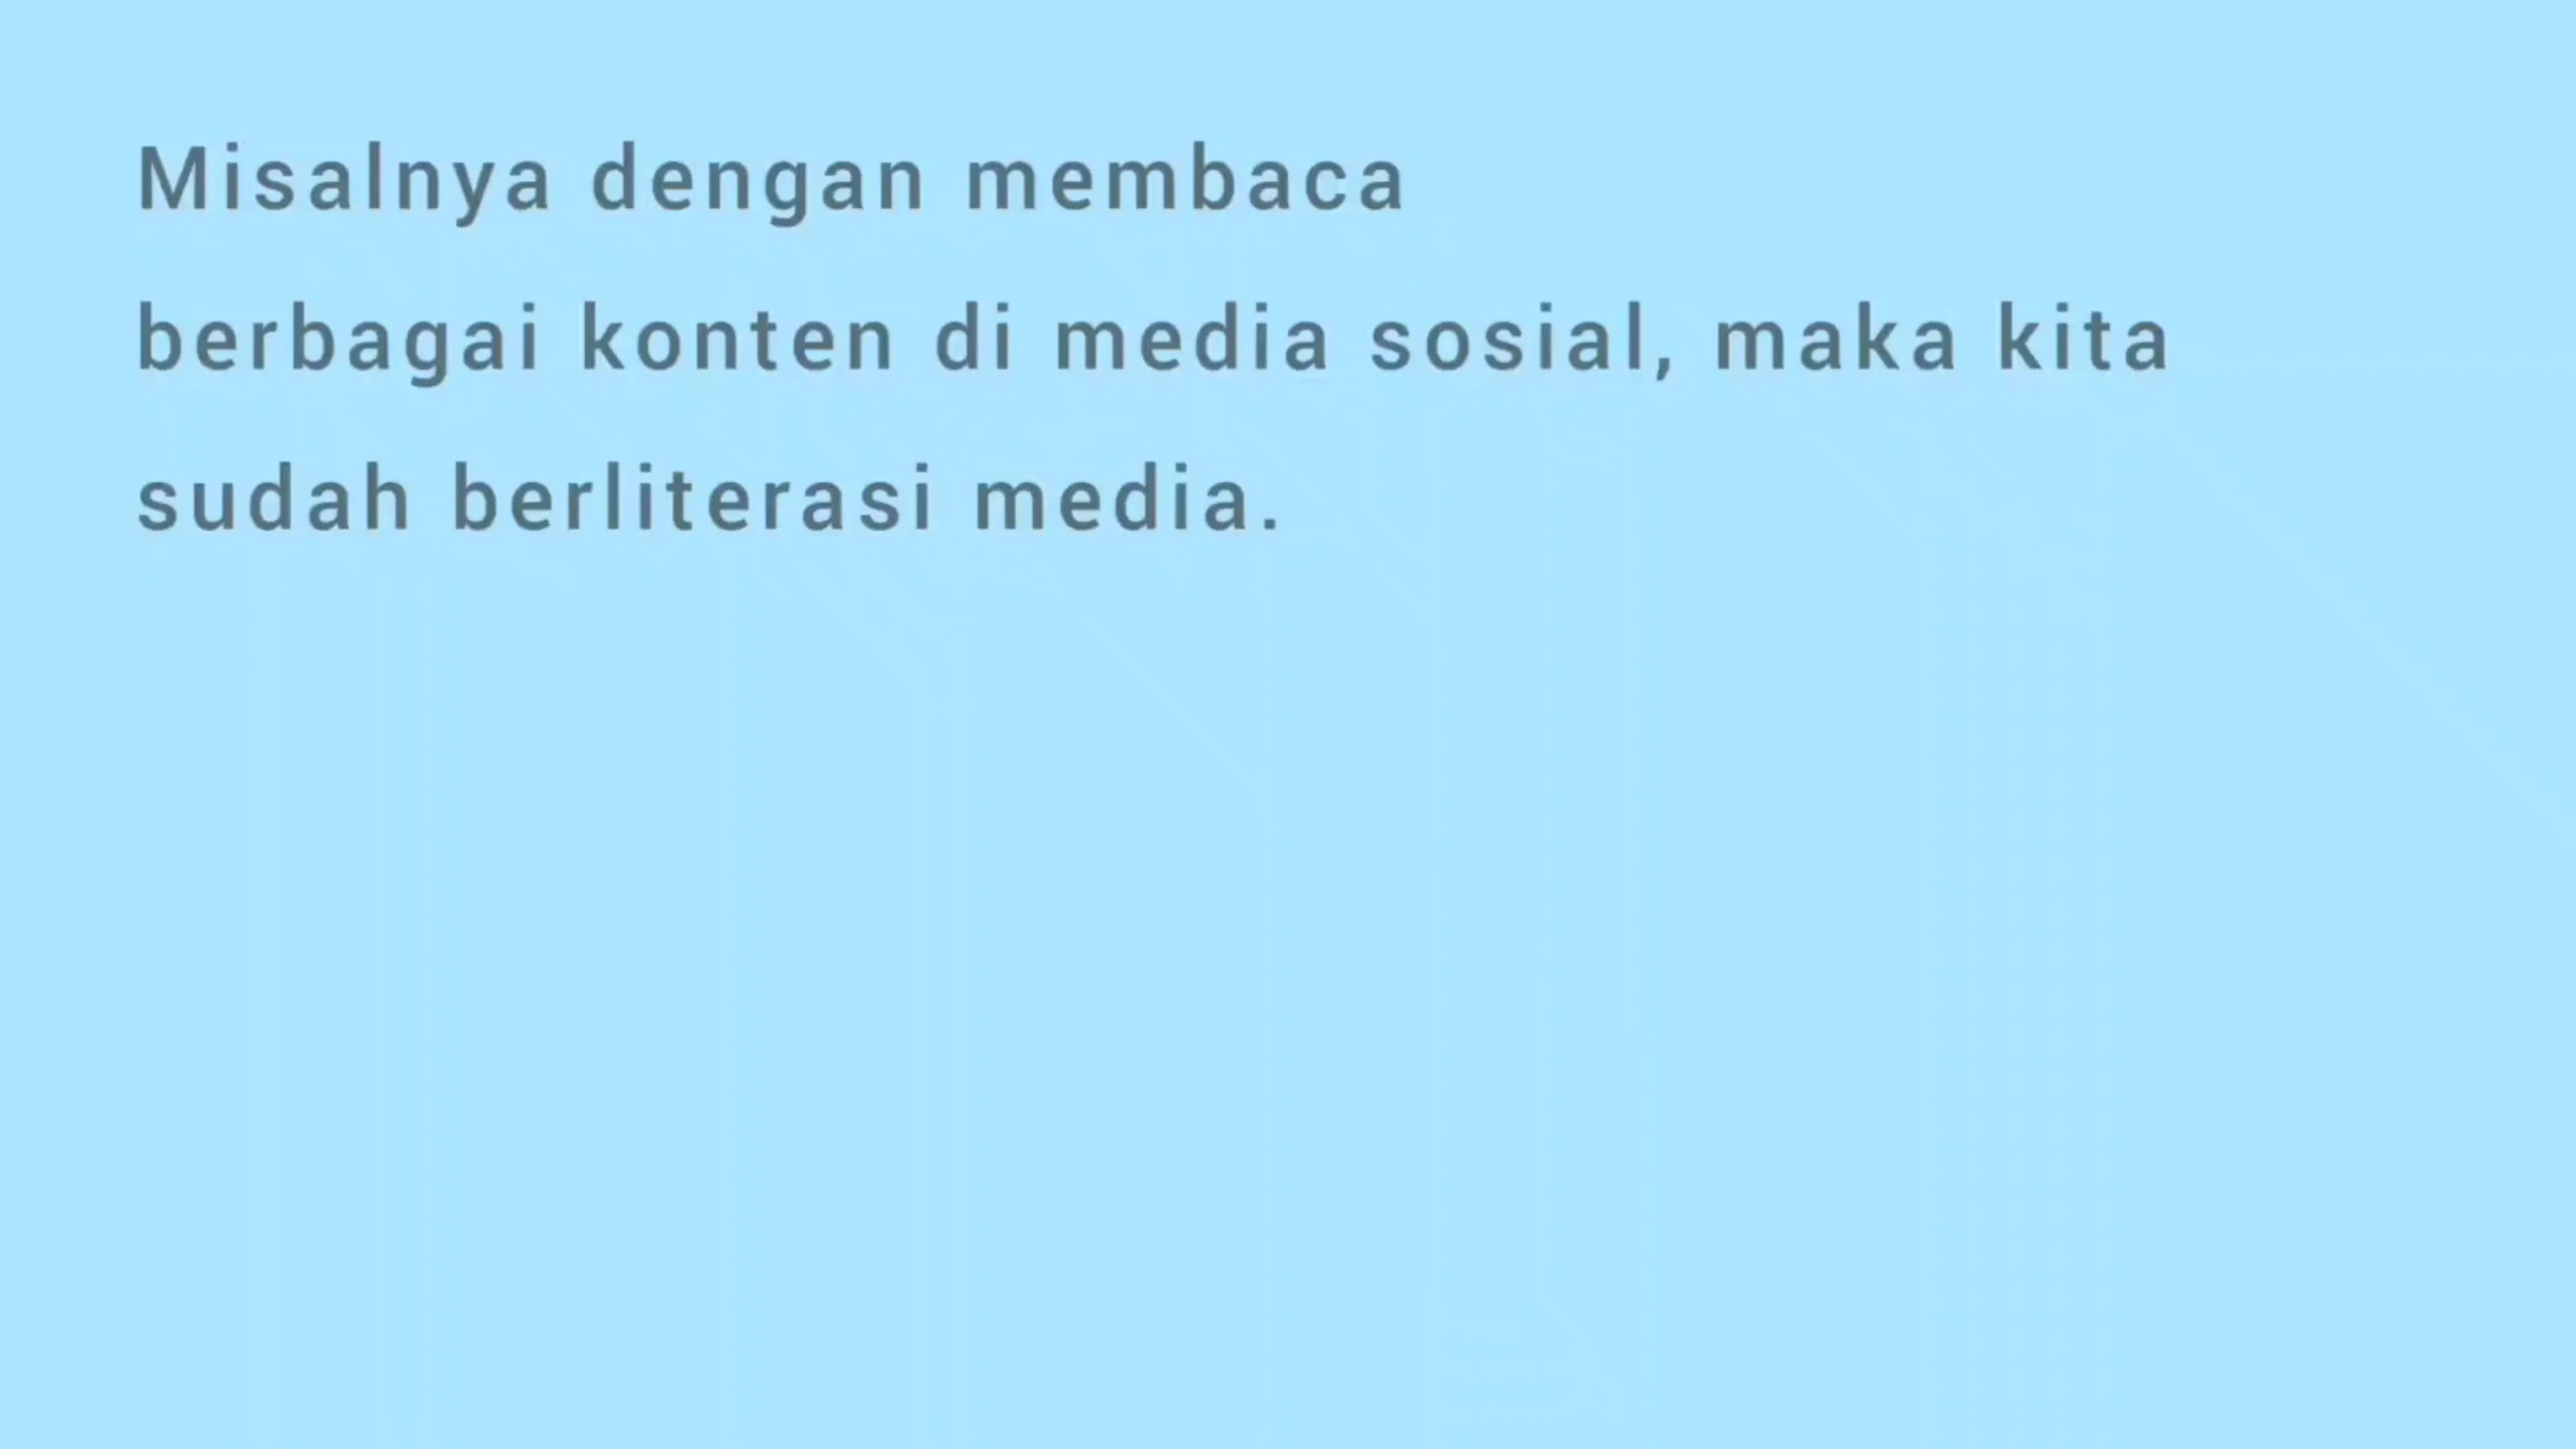 Misalnya dengan membaca
berbagai konten di media sosial, maka kita
sudah berliterasi media.